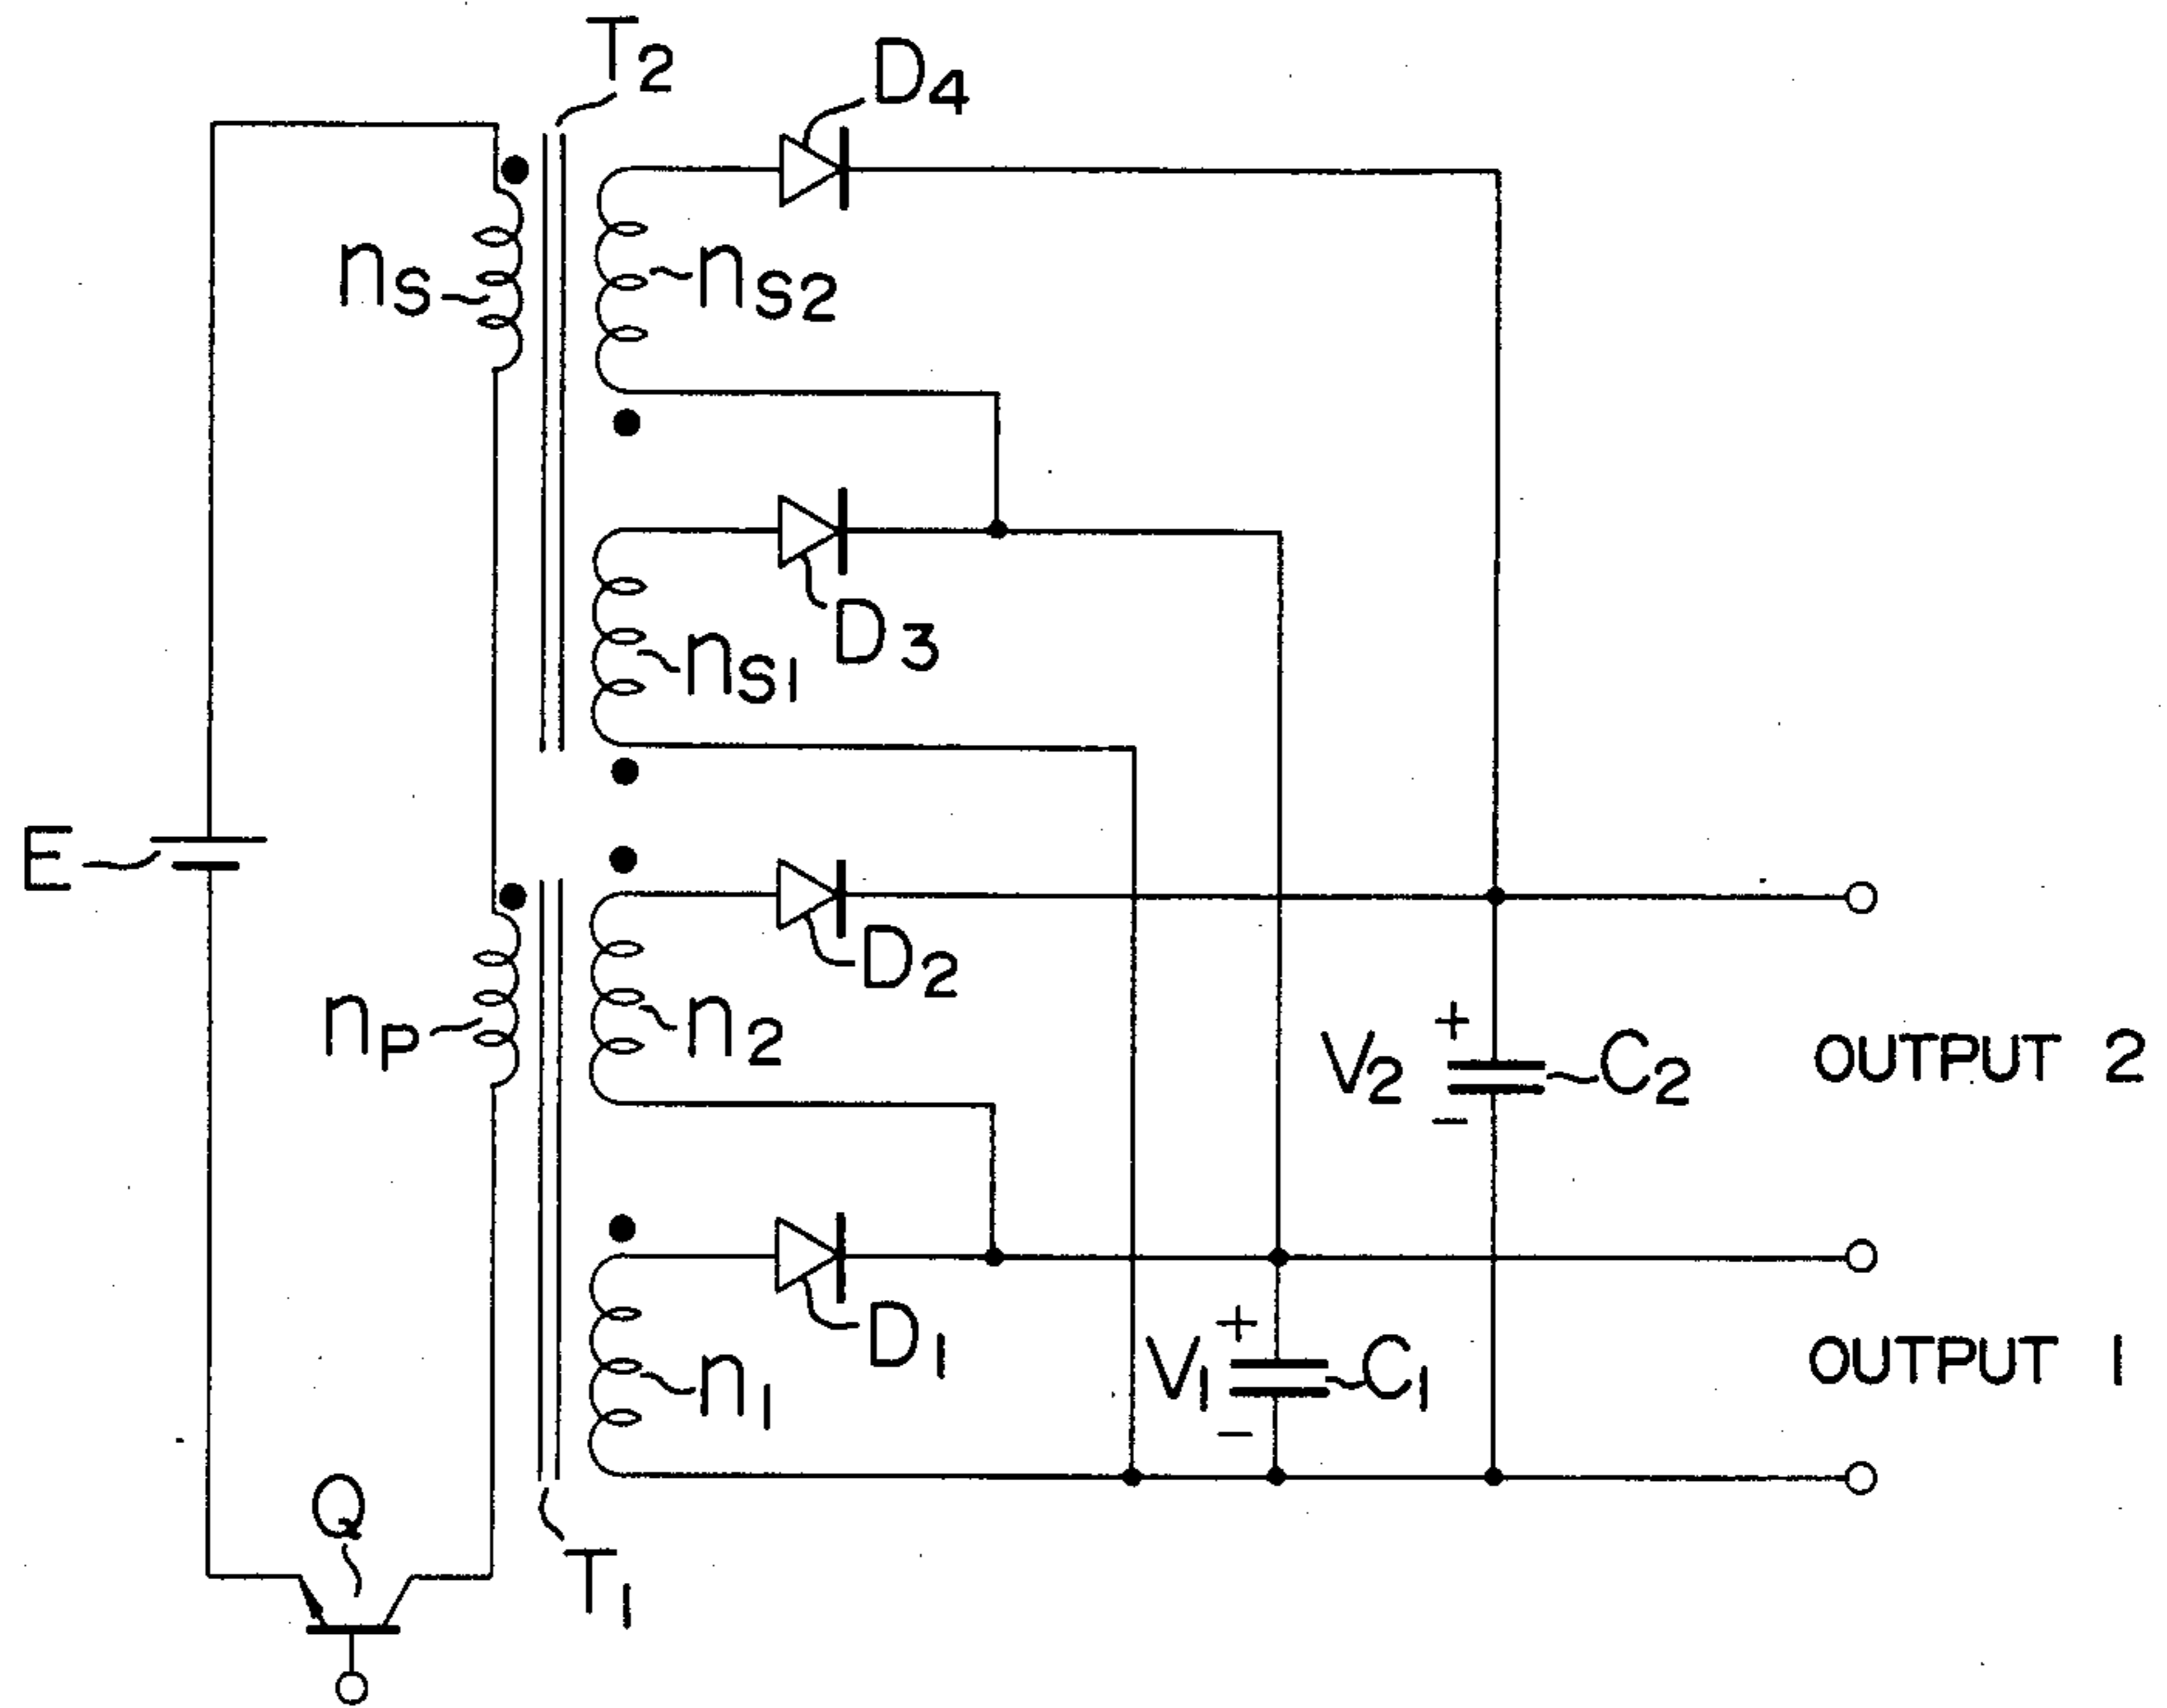 T2
D4
nS
nS2
D3
nS1
E
D2
nP
n2
V2
+
−
C2
OUTPUT 2
D1
n1
V1
+
−
C1
OUTPUT 1
Q
T1